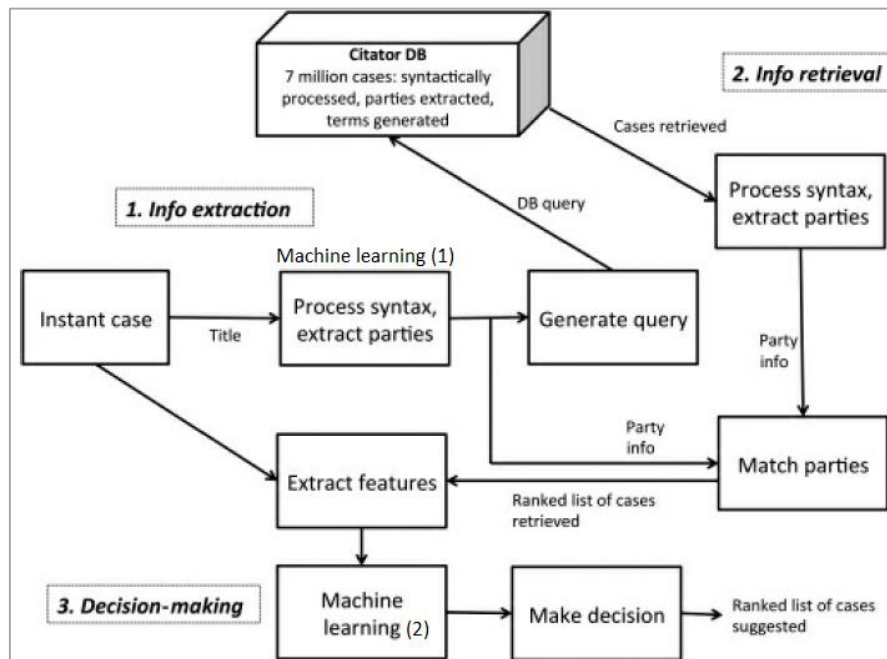 Citator DB
7 million cases: syntactically
processed, parties extracted,
terms generated
2. Info retrieval
Cases retrieved
1. Info extraction
DB query
Process syntax,
extract parties
Machine learning (1)
Instant case
Title
Process syntax,
extract parties
Generate query
Party
info
Party
info
Match parties
Extract features
Ranked list of cases
retrieved
3. Decision-making
Machine
learning (2)
Make decision
Ranked list of cases
suggested